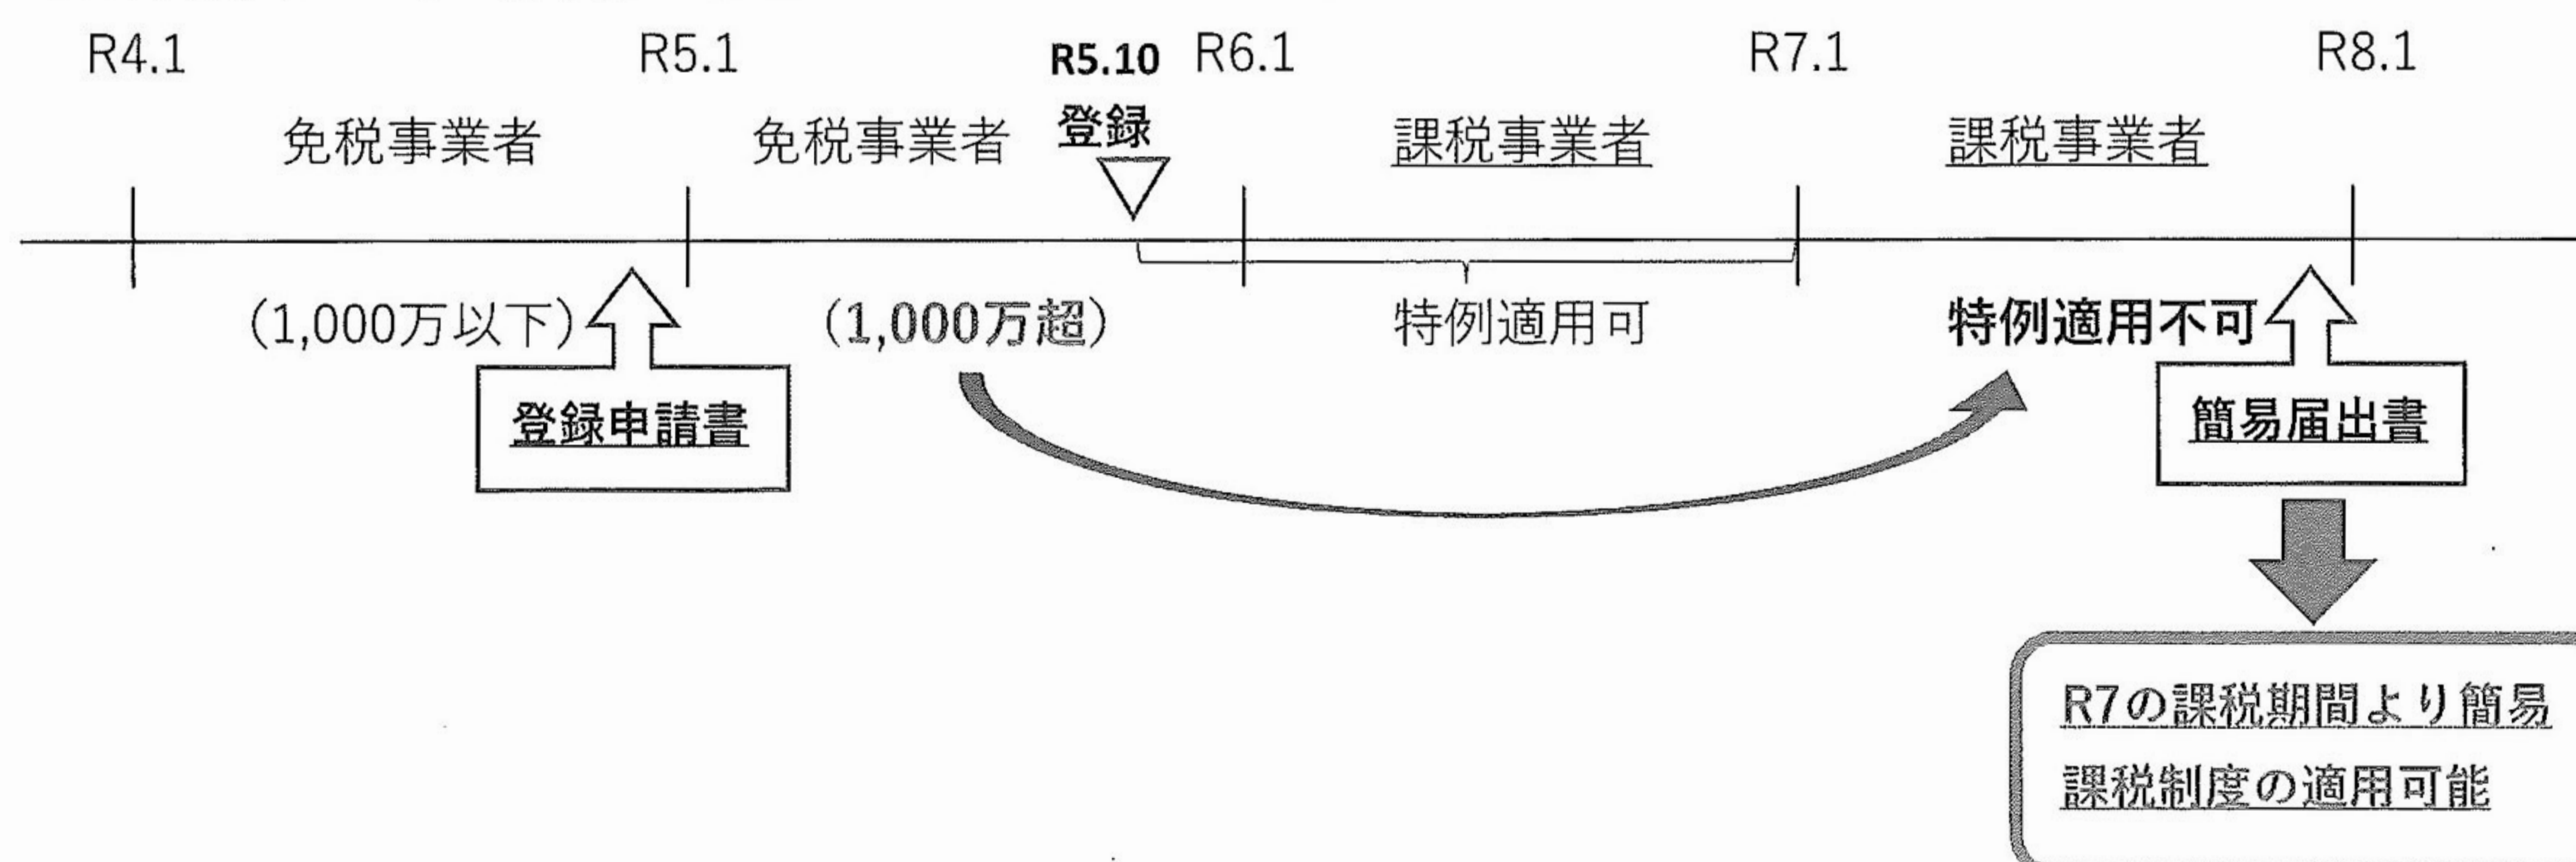 R4.1
R5.1
R5.10
R6.1
R7.1
R8.1
免税事業者
免税事業者
登録
課税事業者
課税事業者
(1,000万以下)
(1,000万超)
特例適用可
特例適用不可
登録申請書
簡易届出書
R7の課税期間より簡易
課税制度の適用可能